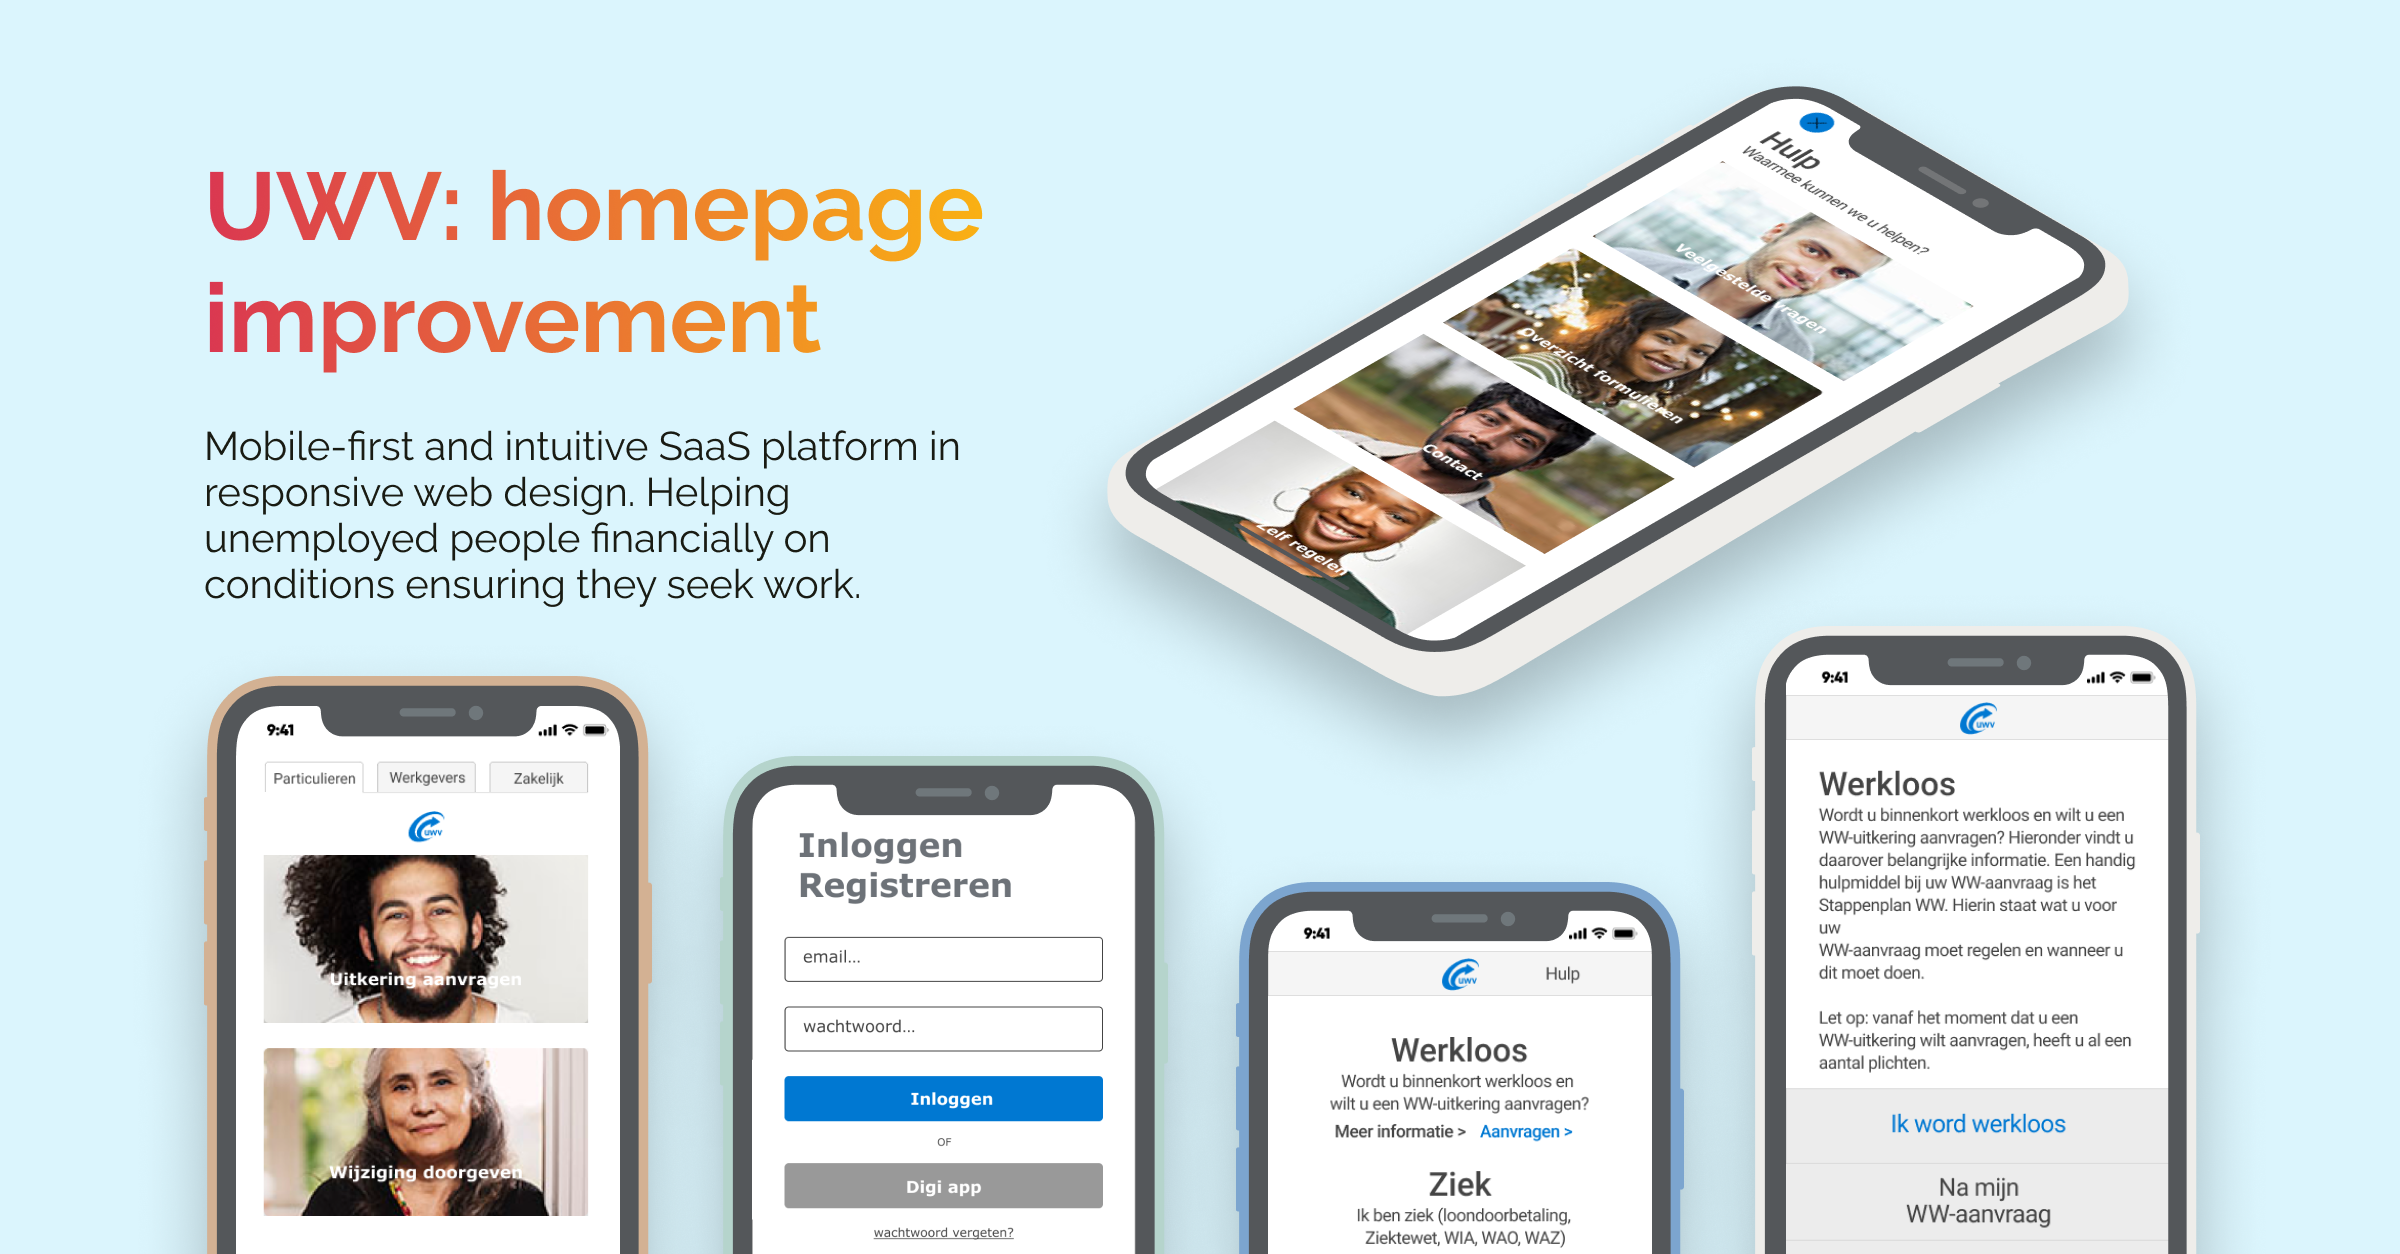 UWV: homepage
improvement
Mobile-first and intuitive SaaS platform in
responsive web design. Helping
unemployed people financially on
conditions ensuring they seek work.
Hulp
Waarmee kunnen we u helpen?
Veelgestelde vragen
Overzicht formulieren
Contact
Zelf regelen
9:41
Particulieren
Werkgevers
Zakelijk
uwv
Uitkering aanvragen
Wijziging doorgeven
Inloggen
Registreren
email...
wachtwoord...
Inloggen
OF
Digi app
wachtwoord vergeten?
9:41
uwv
Hulp
Werkloos
Wordt u binnenkort werkloos en
wilt u een WW-uitkering aanvragen?
Meer informatie > Aanvragen >
Ziek
Ik ben ziek (loondoorbetaling,
Ziektewet, WIA, WAO, WAZ)
9:41
uwv
Werkloos
Wordt u binnenkort werkloos en wilt u een
WW-uitkering aanvragen? Hieronder vindt u
daarover belangrijke informatie. Een handig
hulpmiddel bij uw WW-aanvraag is het
Stappenplan WW. Hierin staat wat u voor
uw
WW-aanvraag moet regelen en wanneer u
dit moet doen.
Let op: vanaf het moment dat u een
WW-uitkering wilt aanvragen, heeft u al een
aantal plichten.
Ik word werkloos
Na mijn
WW-aanvraag